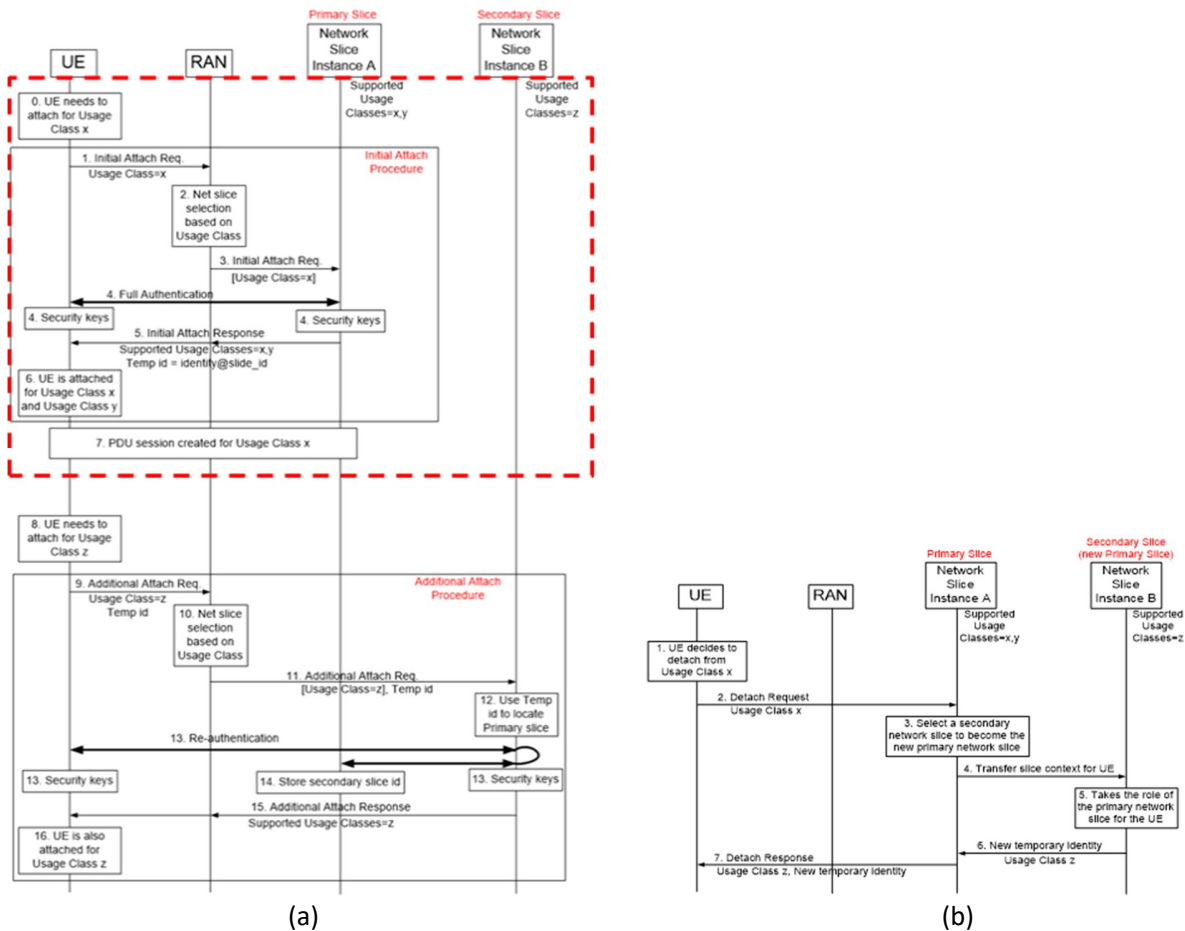 Primary Slice
Secondary Slice
UE
RAN
Network
Slice
Instance A
Network
Slice
Instance B
Supported
Usage
Classes=x,y
Supported
Usage
Classes=z
0. UE needs to
attach for Usage
Class x
Initial Attach
Procedure
1. Initial Attach Req.
Usage Class=x
2. Net slice
selection
based on
Usage Class
3. Initial Attach Req.
[Usage Class=x]
4. Full Authentication
4. Security keys
4. Security keys
5. Initial Attach Response
Supported Usage Classes=x,y
Temp id = identity@slide_id
6. UE is attached
for Usage Class x
and Usage Class y
7. PDU session created for Usage Class x
8. UE needs to
attach for Usage
Class z
Additional Attach
Procedure
9. Additional Attach Req.
Usage Class=z
Temp id
10. Net slice
selection
based on
Usage Class
11. Additional Attach Req.
[Usage Class=z], Temp id
12. Use Temp
id to locate
Primary slice
13. Re-authentication
13. Security keys
14. Store secondary slice id
13. Security keys
15. Additional Attach Response
Supported Usage Classes=z
16. UE is also
attached for
Usage Class z
(a)
Primary Slice
Secondary Slice
(new Primary Slice)
UE
RAN
Network
Slice
Instance A
Network
Slice
Instance B
Supported
Usage
Classes=x,y
Supported
Usage
Classes=z
1. UE decides to
detach from
Usage Class x
2. Detach Request
Usage Class x
3. Select a secondary
network slice to become the
new primary network slice
4. Transfer slice context for UE
5. Takes the role of
the primary network
slice for the UE
6. New temporary identity
Usage Class z
7. Detach Response
Usage Class z, New temporary identity
(b)